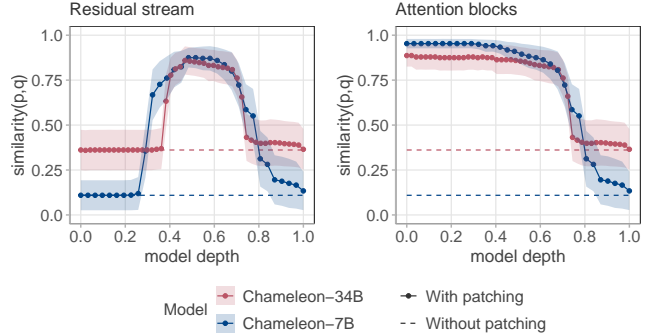 Residual stream
similarity(p,q)
1.0
0.75
0.50
0.25
0.0
0.0 0.2 0.4 0.6 0.8 1.0
model depth
Attention blocks
similarity(p,q)
1.0
0.75
0.50
0.25
0.0
0.0 0.2 0.4 0.6 0.8 1.0
model depth
Model
Chameleon−34B
Chameleon−7B
With patching
Without patching